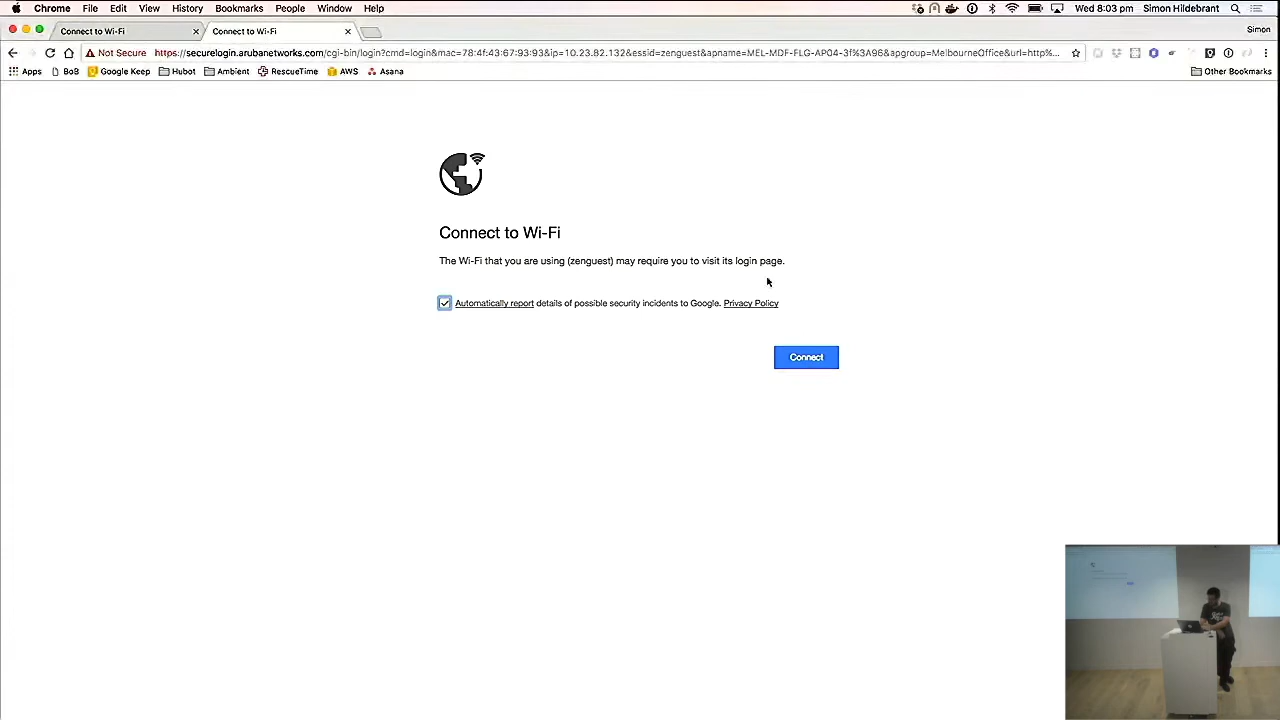 Chrome File Edit View History Bookmarks People Window Help Wed 8:03 pm Simon Hildebrant
Connect to Wi-Fi Connect to Wi-Fi Simon
Not Secure https://securelogin.arubanetworks.com/cgi-bin/login?cmd=login&mac=78:4f:43:67:93:93&ip=10.23.82.132&essid=zenguest&apname=MEL-MDF-FLG-AP04-3f%3A96&apgroup=MelbourneOffice&url=http%...
Apps BoB Google Keep Hubot Ambient RescueTime AWS Asana Other Bookmarks
Connect to Wi-Fi
The Wi-Fi that you are using (zenguest) may require you to visit its login page.
Automatically report details of possible security incidents to Google. Privacy Policy
Connect